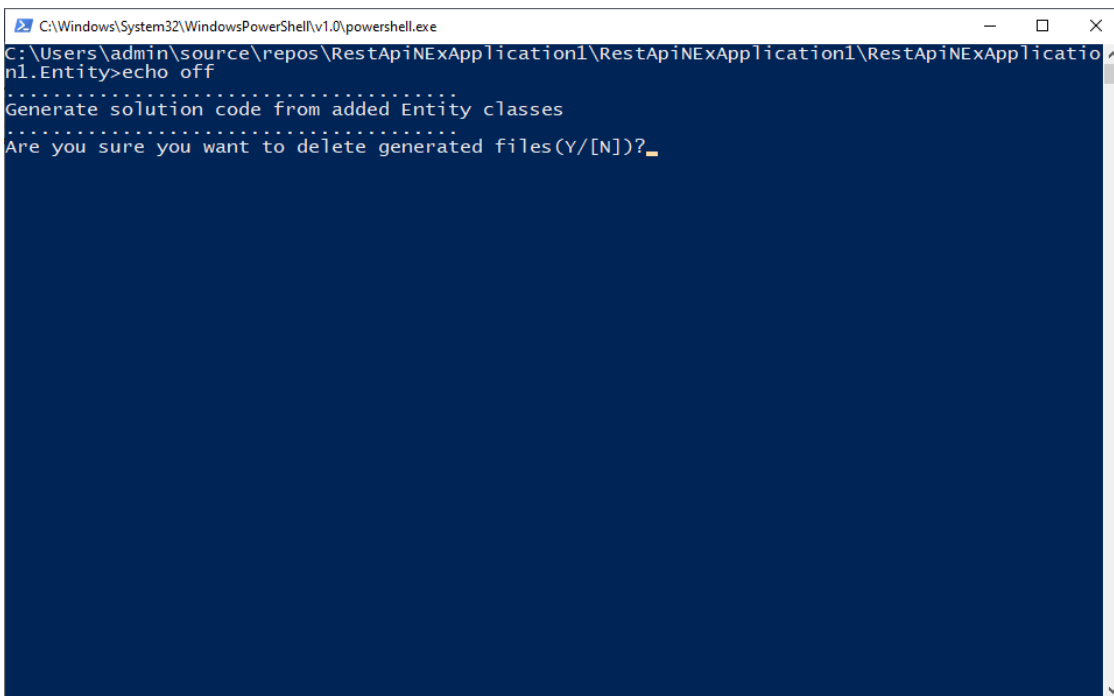 C:\Windows\System32\WindowsPowerShell\v1.0\powershell.exe
C:\Users\admin\source\repos\RestApiNExApplication1\RestApiNExApplication1\RestApiNExApplicatio
n1.Entity>echo off
.......................................
Generate solution code from added Entity classes
.......................................
Are you sure you want to delete generated files(Y/[N])?